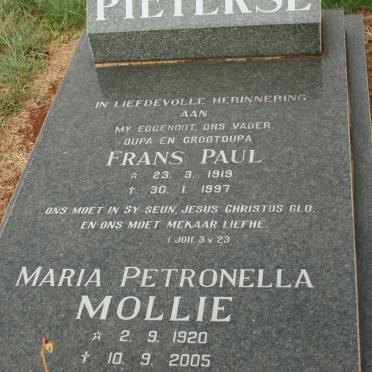 PIETERSE
IN LIEFDEVOLLE HERINNERING
AAN
MY EGGENOOT, ONS VADER,
OUPA EN GROOTOUPA
FRANS PAUL
☆ 23. 3. 1919
† 30. 1. 1997
ONS MOET IN SY SEUN, JESUS CHRISTUS GLO,
EN ONS MOET MEKAAR LIEFHÊ.
I JOH. 3 v 23
MARIA PETRONELLA
MOLLIE
☆ 2. 9. 1920
† 10. 9. 2005